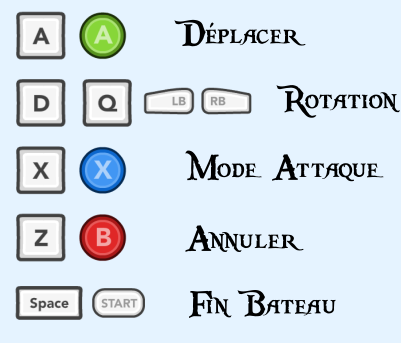 A A Déplacer
D Q LB RB Rotation
X X Mode Attaque
Z B Annuler
Space START Fin Bateau